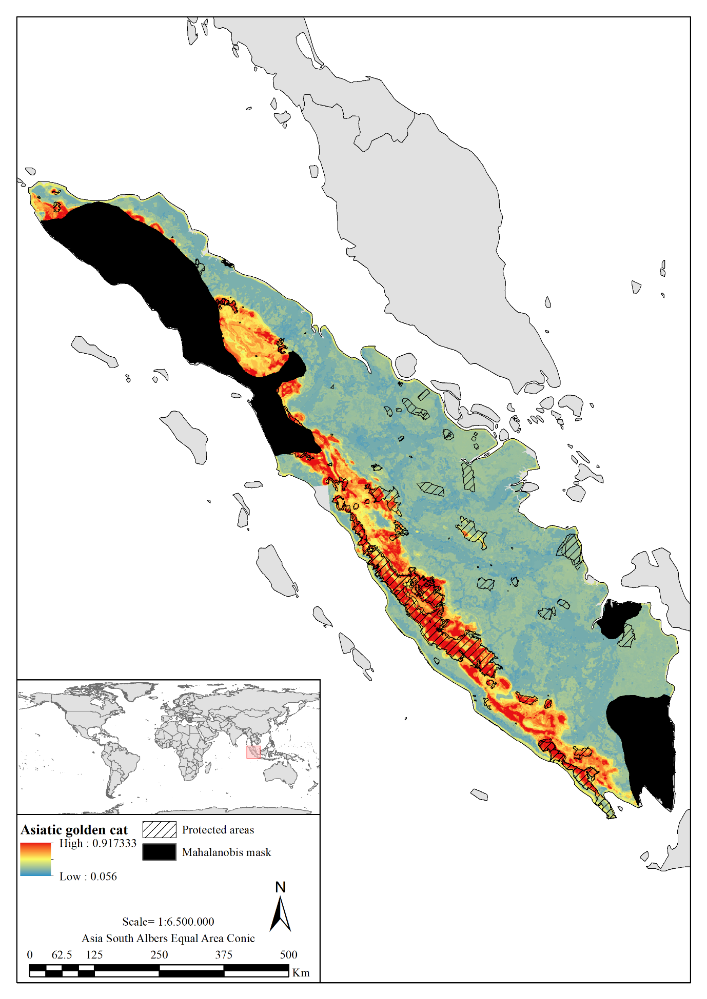 Asiatic golden cat
High : 0.917333
Low : 0.056
Protected areas
Mahalanobis mask
N
Scale= 1:6.500.000
Asia South Albers Equal Area Conic
0 62.5 125 250 375 500
Km